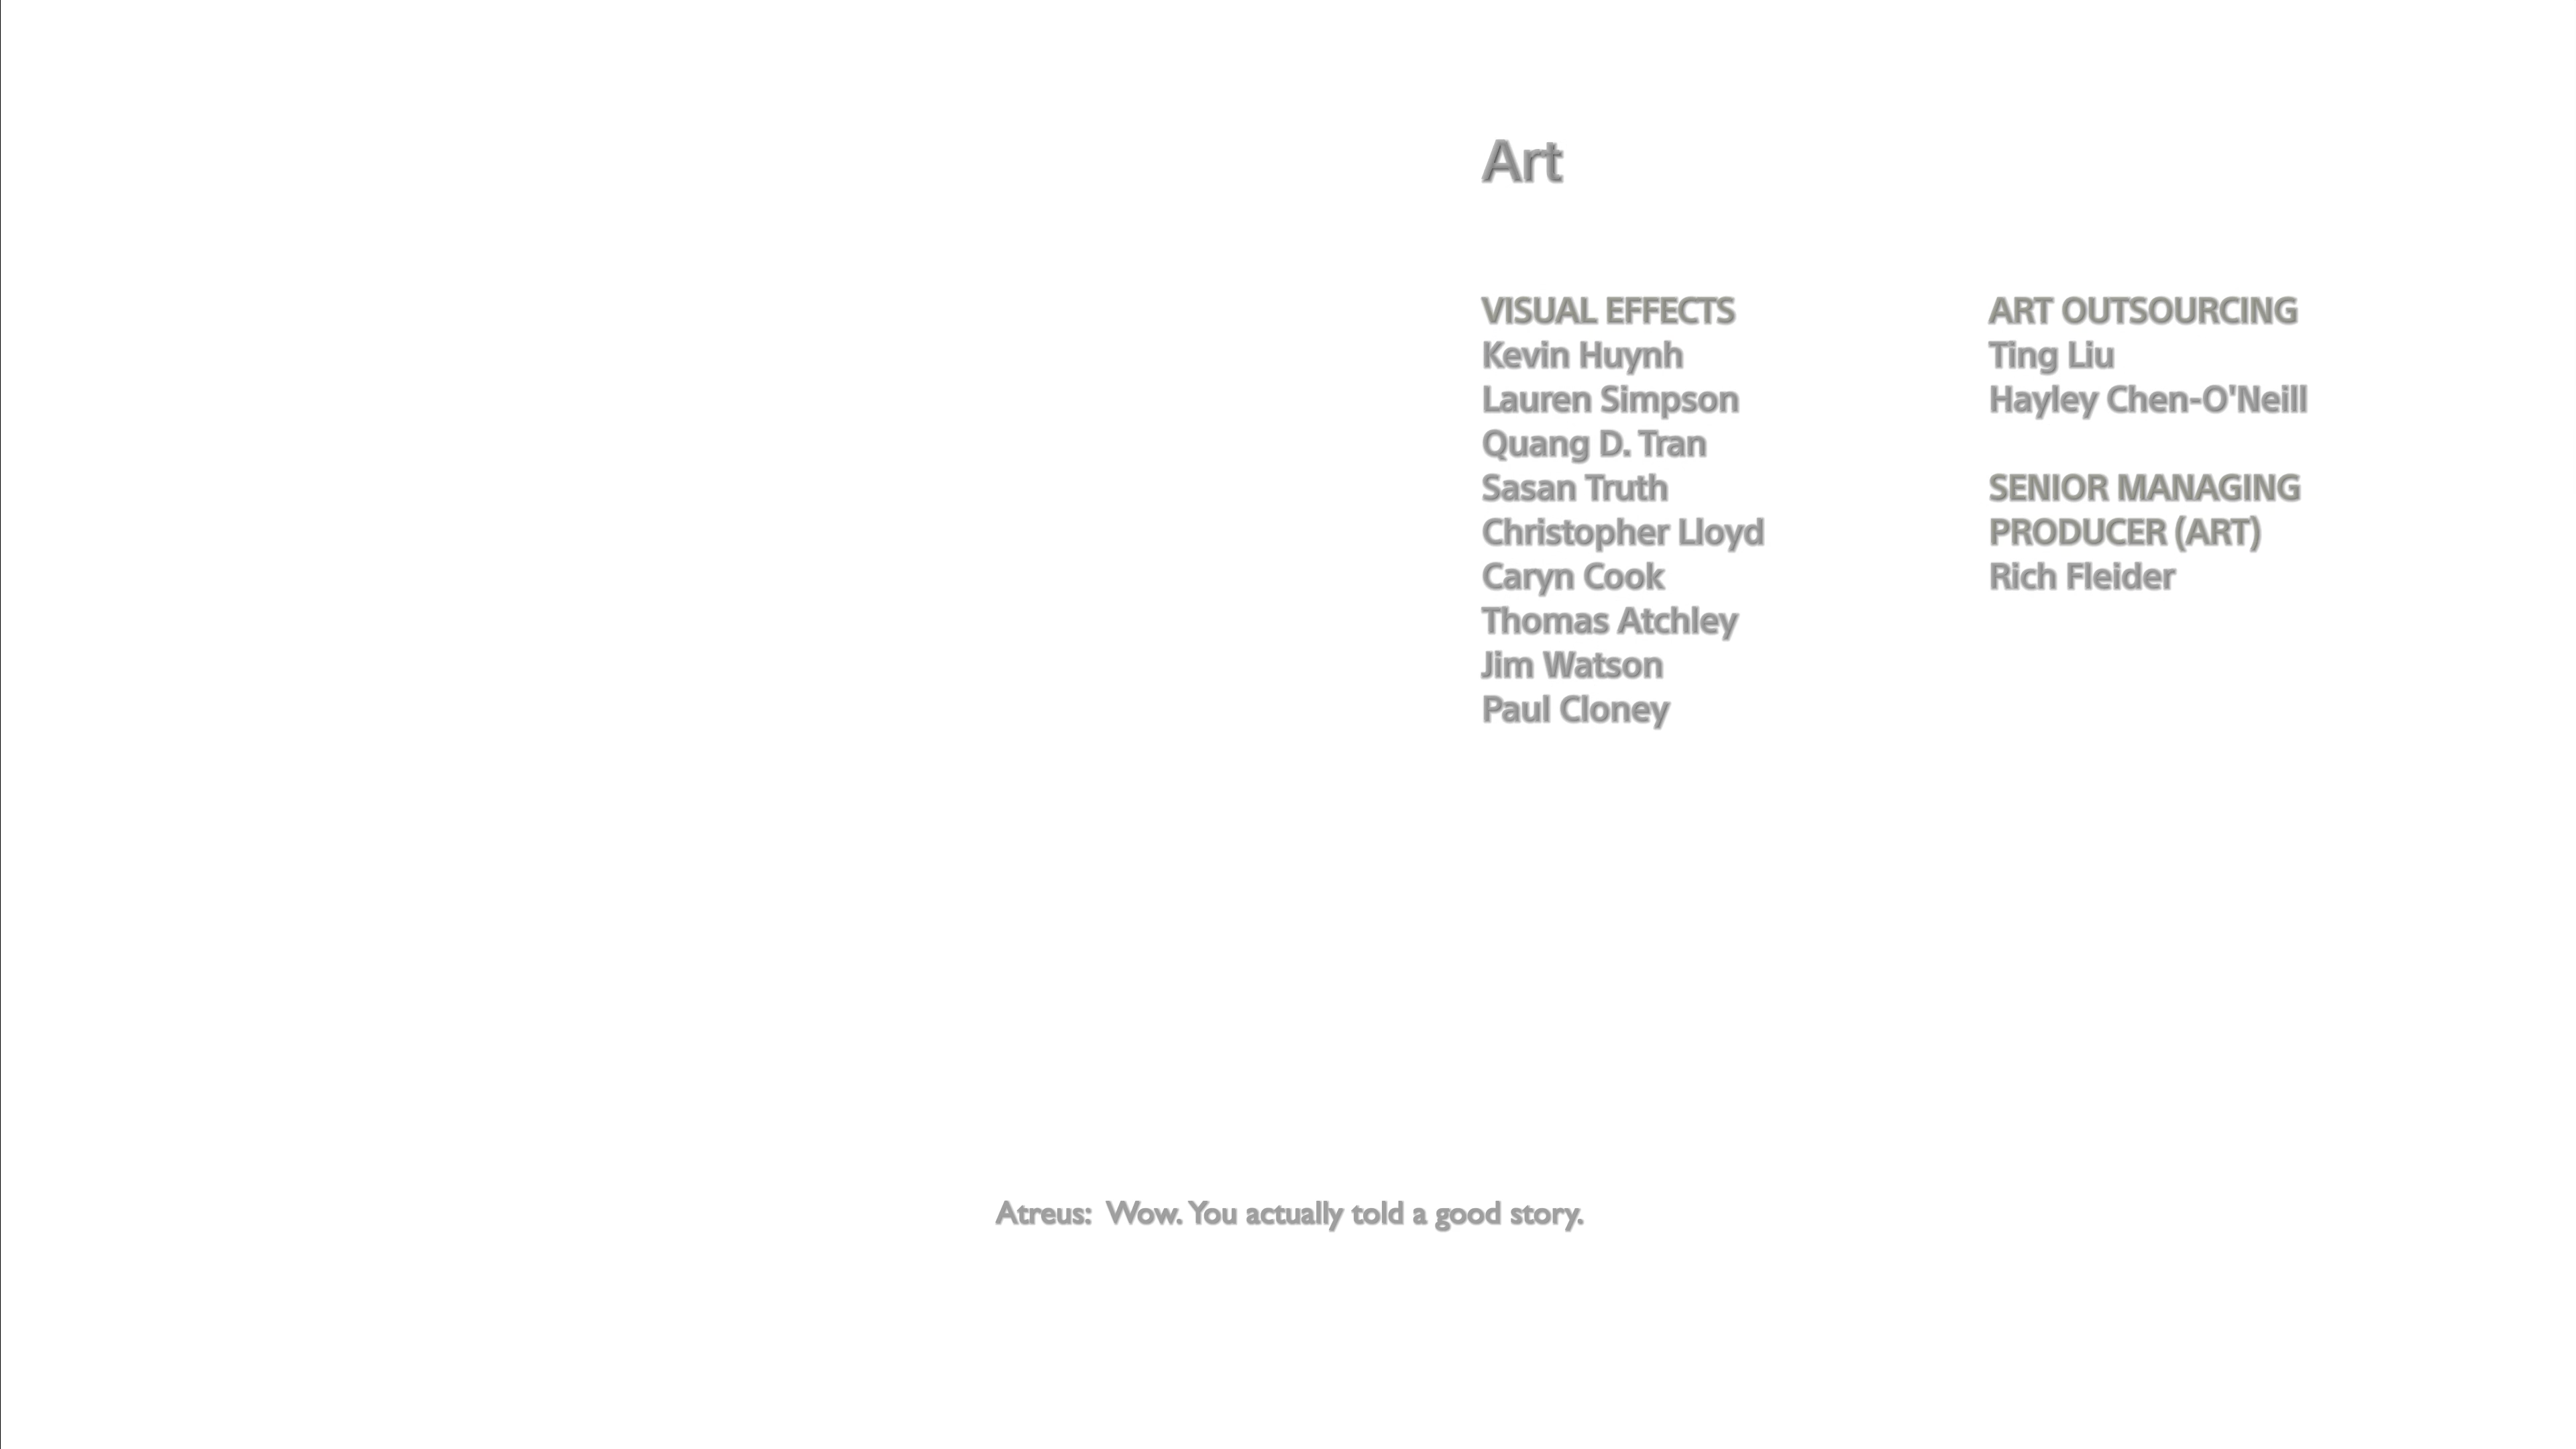 Art
VISUAL EFFECTS
Kevin Huynh
Lauren Simpson
Quang D. Tran
Sasan Truth
Christopher Lloyd
Caryn Cook
Thomas Atchley
Jim Watson
Paul Cloney
ART OUTSOURCING
Ting Liu
Hayley Chen-O'Neill
SENIOR MANAGING
PRODUCER (ART)
Rich Fleider
Atreus: Wow. You actually told a good story.